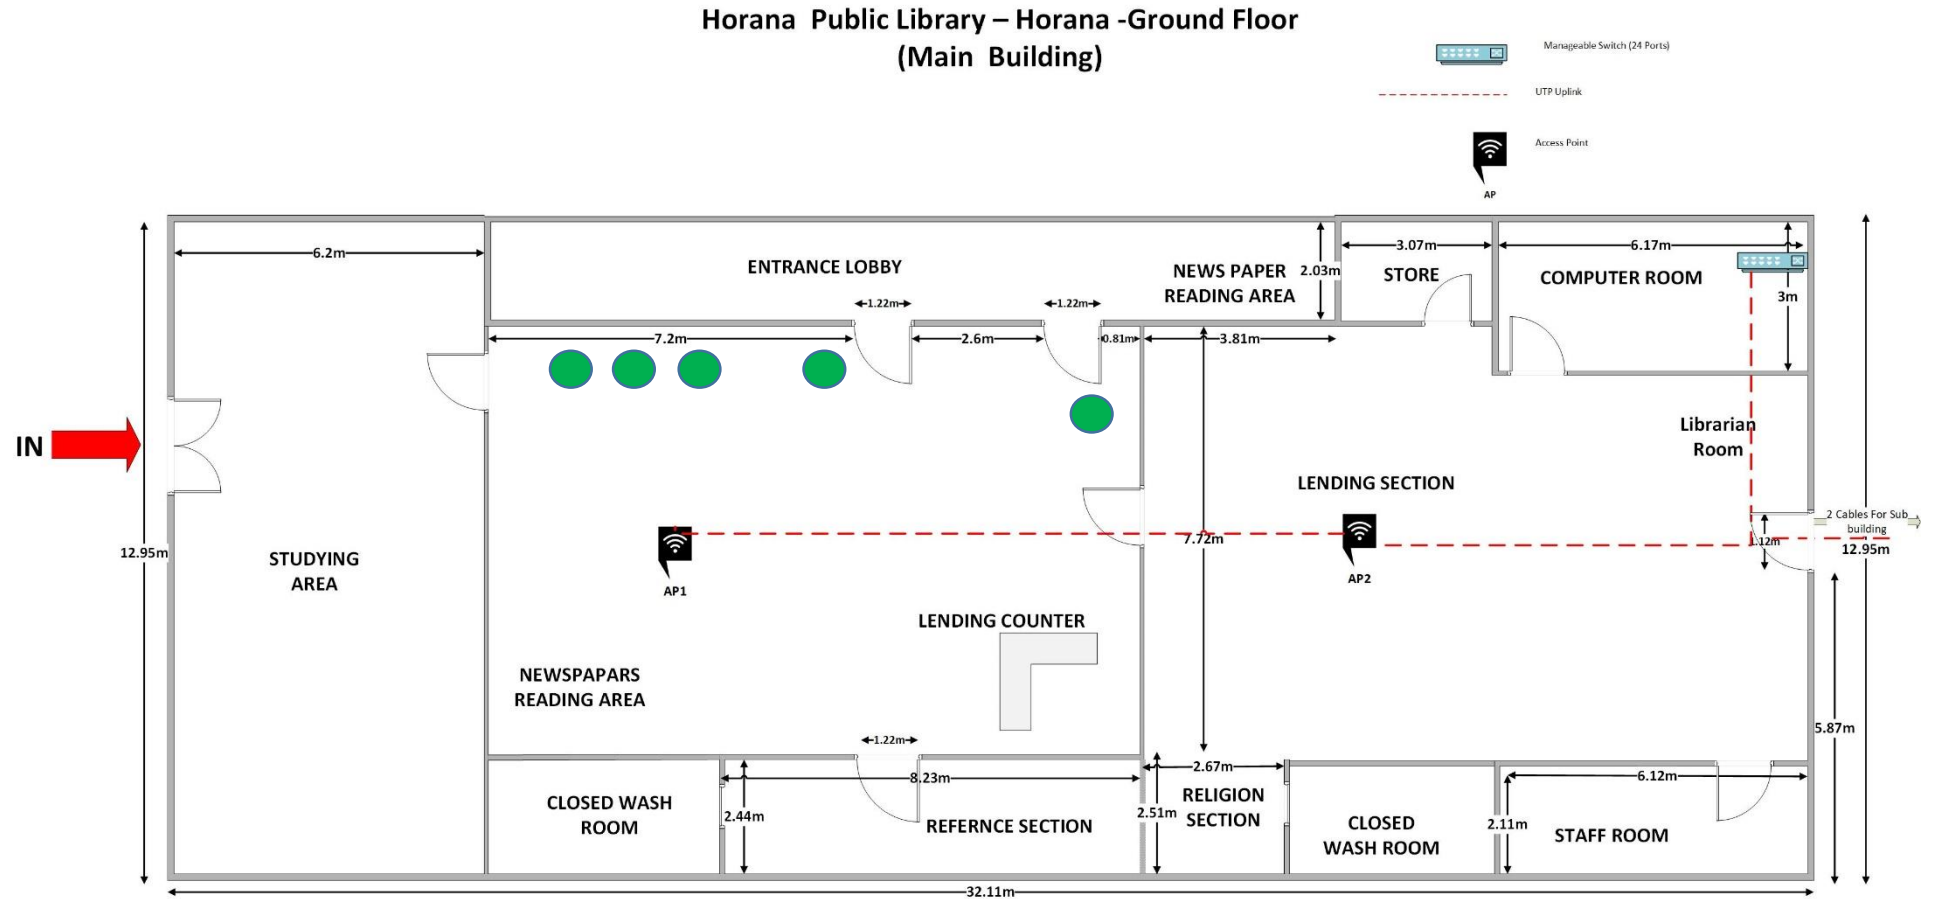 Horana  Public Library – Horana -Ground Floor
(Main  Building)
Manageable Switch (24 Ports)
UTP Uplink
Access Point
AP
6.2m
ENTRANCE LOBBY
NEWS PAPER
READING AREA
2.03m
3.07m
STORE
6.17m
COMPUTER ROOM
3m
1.22m
1.22m
7.2m
2.6m
0.81m
3.81m
IN
12.95m
STUDYING
AREA
AP1
7.72m
LENDING SECTION
AP2
Librarian
Room
1.12m
2 Cables For Sub
building
12.95m
LENDING COUNTER
NEWSPAPARS
READING AREA
1.22m
5.87m
CLOSED WASH
ROOM
8.23m
2.44m
REFERNCE SECTION
2.51m
2.67m
RELIGION
SECTION
CLOSED
WASH ROOM
6.12m
2.11m
STAFF ROOM
32.11m